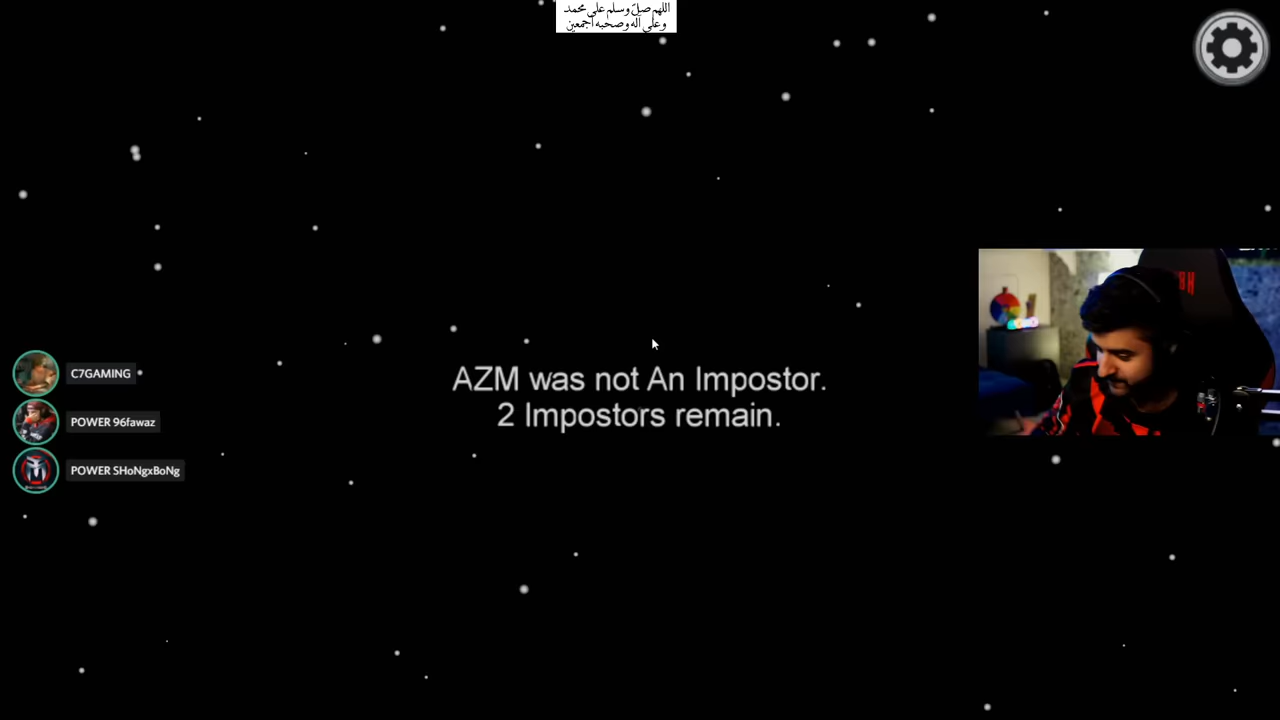 اللهم صلّ وسلم على محمد
وعلى آله وصحبه أجمعين
C7GAMING
POWER 96fawaz
POWER SHoNgxBoNg
AZM was not An Impostor.
2 Impostors remain.